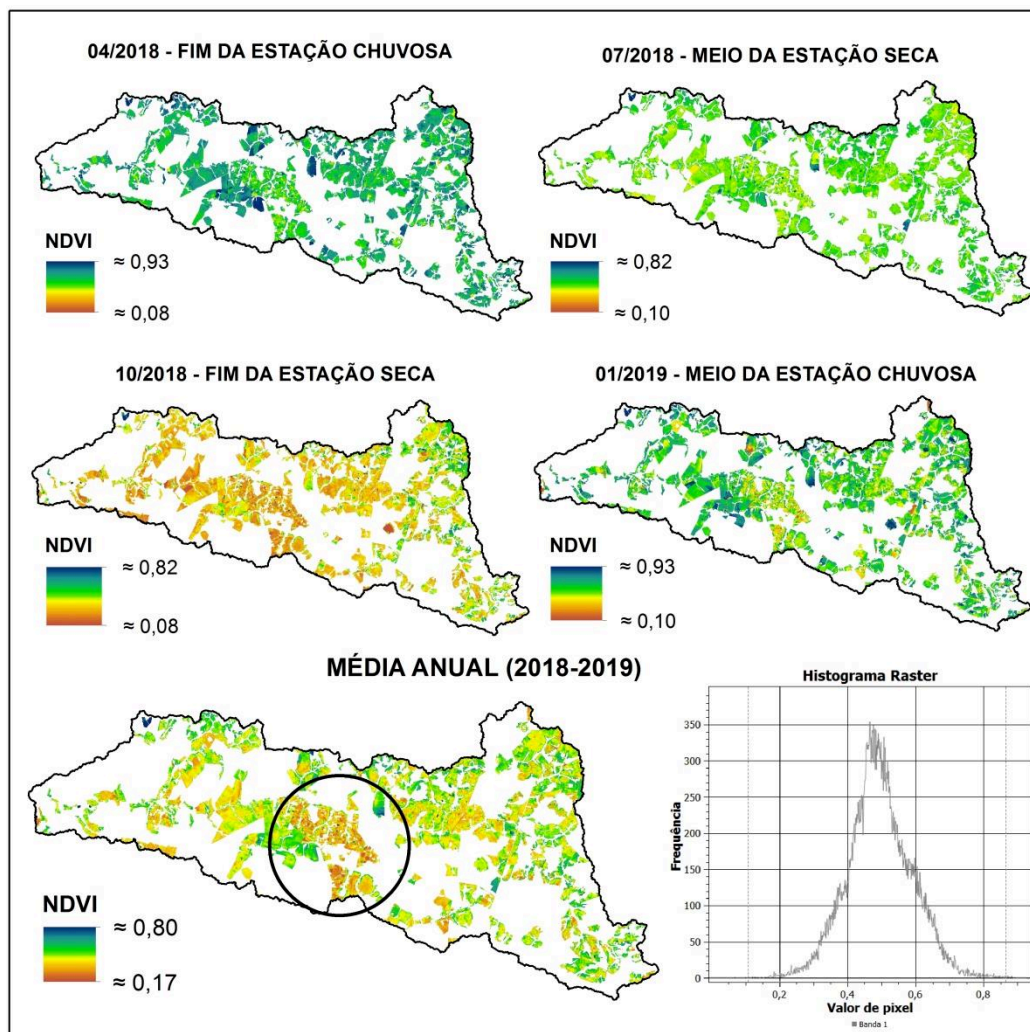 04/2018 - FIM DA ESTAÇÃO CHUVOSA
NDVI
≈ 0,93
≈ 0,08
07/2018 - MEIO DA ESTAÇÃO SECA
NDVI
≈ 0,82
≈ 0,10
10/2018 - FIM DA ESTAÇÃO SECA
NDVI
≈ 0,82
≈ 0,08
01/2019 - MEIO DA ESTAÇÃO CHUVOSA
NDVI
≈ 0,93
≈ 0,10
MÉDIA ANUAL (2018-2019)
NDVI
≈ 0,80
≈ 0,17
Histograma Raster
Frequência
350
300
250
200
150
100
50
0
0,2 0,4 0,6 0,8
Valor de pixel
Banda 1